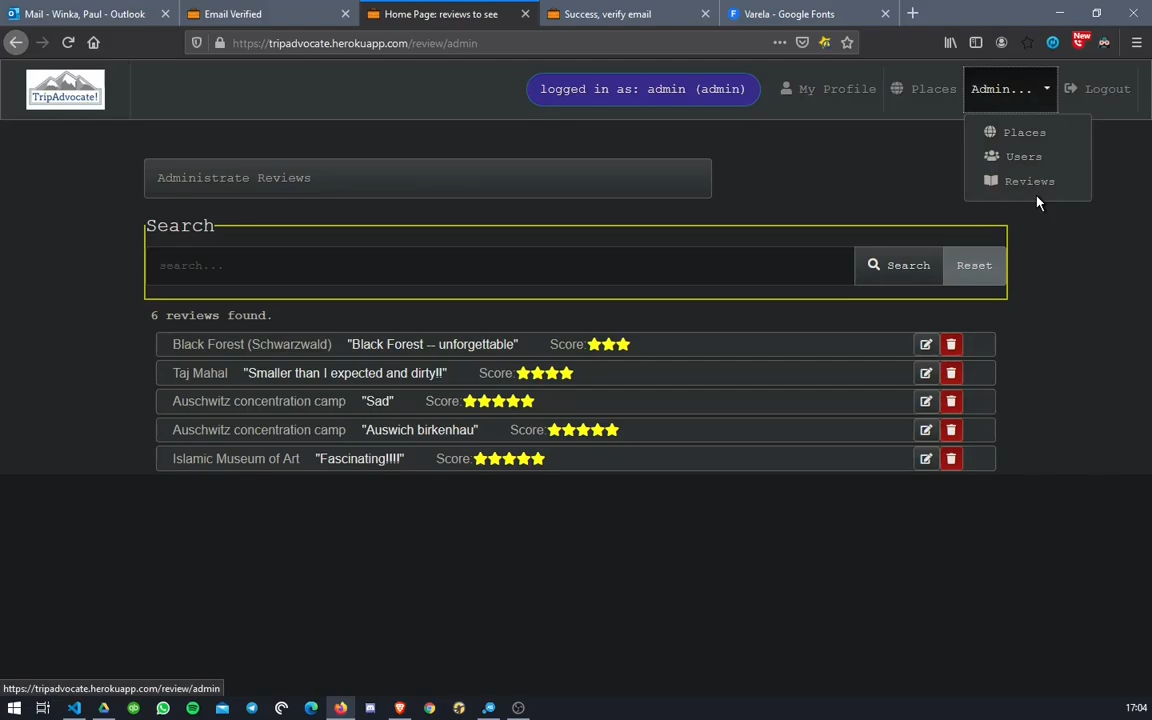 Mail - Winka, Paul - Outlook
Email Verified
Home Page: reviews to see
Success, verify email
Varela - Google Fonts
https://tripadvocate.herokuapp.com/review/admin
New
TripAdvocate!
logged in as: admin (admin)
My Profile
Places
Admin...
Logout
Places
Users
Reviews
Administrate Reviews
Search
search...
Search
Reset
6 reviews found.
Black Forest (Schwarzwald) "Black Forest -- unforgettable" Score:
Taj Mahal "Smaller than I expected and dirty!!" Score:
Auschwitz concentration camp "Sad" Score:
Auschwitz concentration camp "Auswich birkenhau" Score:
Islamic Museum of Art "Fascinating!!!!" Score:
https://tripadvocate.herokuapp.com/review/admin
17:04